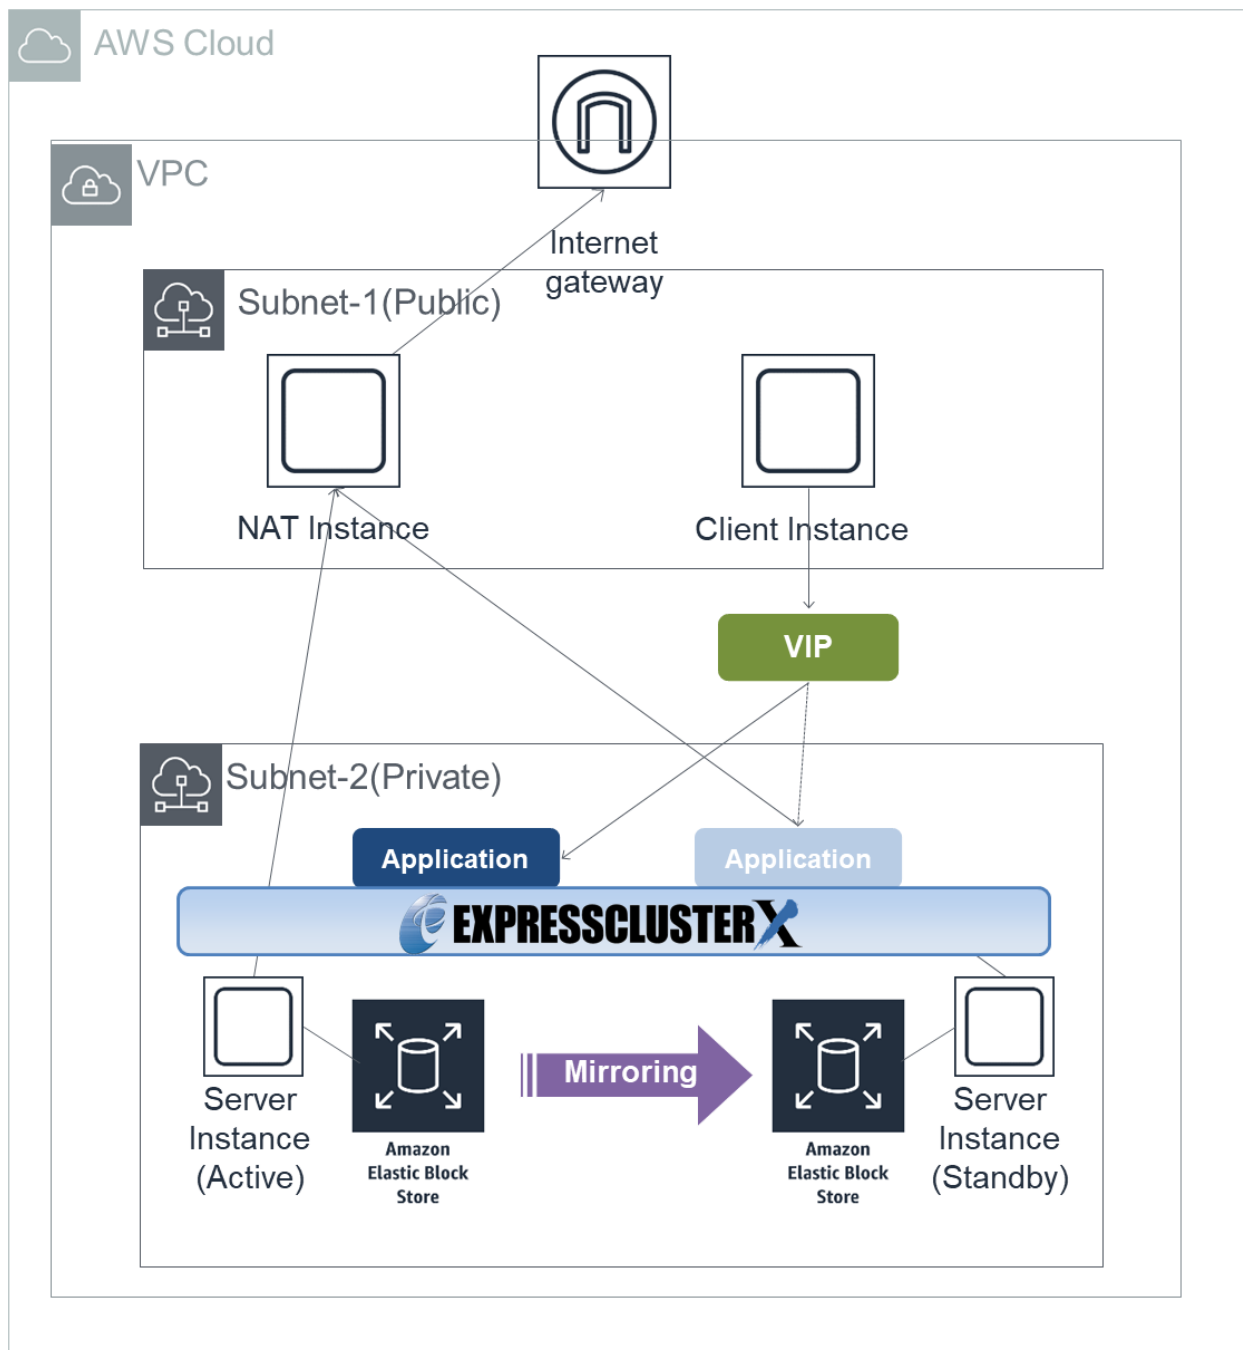 AWS Cloud
VPC
Internet
gateway
Subnet-1(Public)
NAT Instance
Client Instance
VIP
Subnet-2(Private)
Application
Application
EXPRESSCLUSTER X
Mirroring
Server
Instance
(Active)
Amazon
Elastic Block
Store
Amazon
Elastic Block
Store
Server
Instance
(Standby)